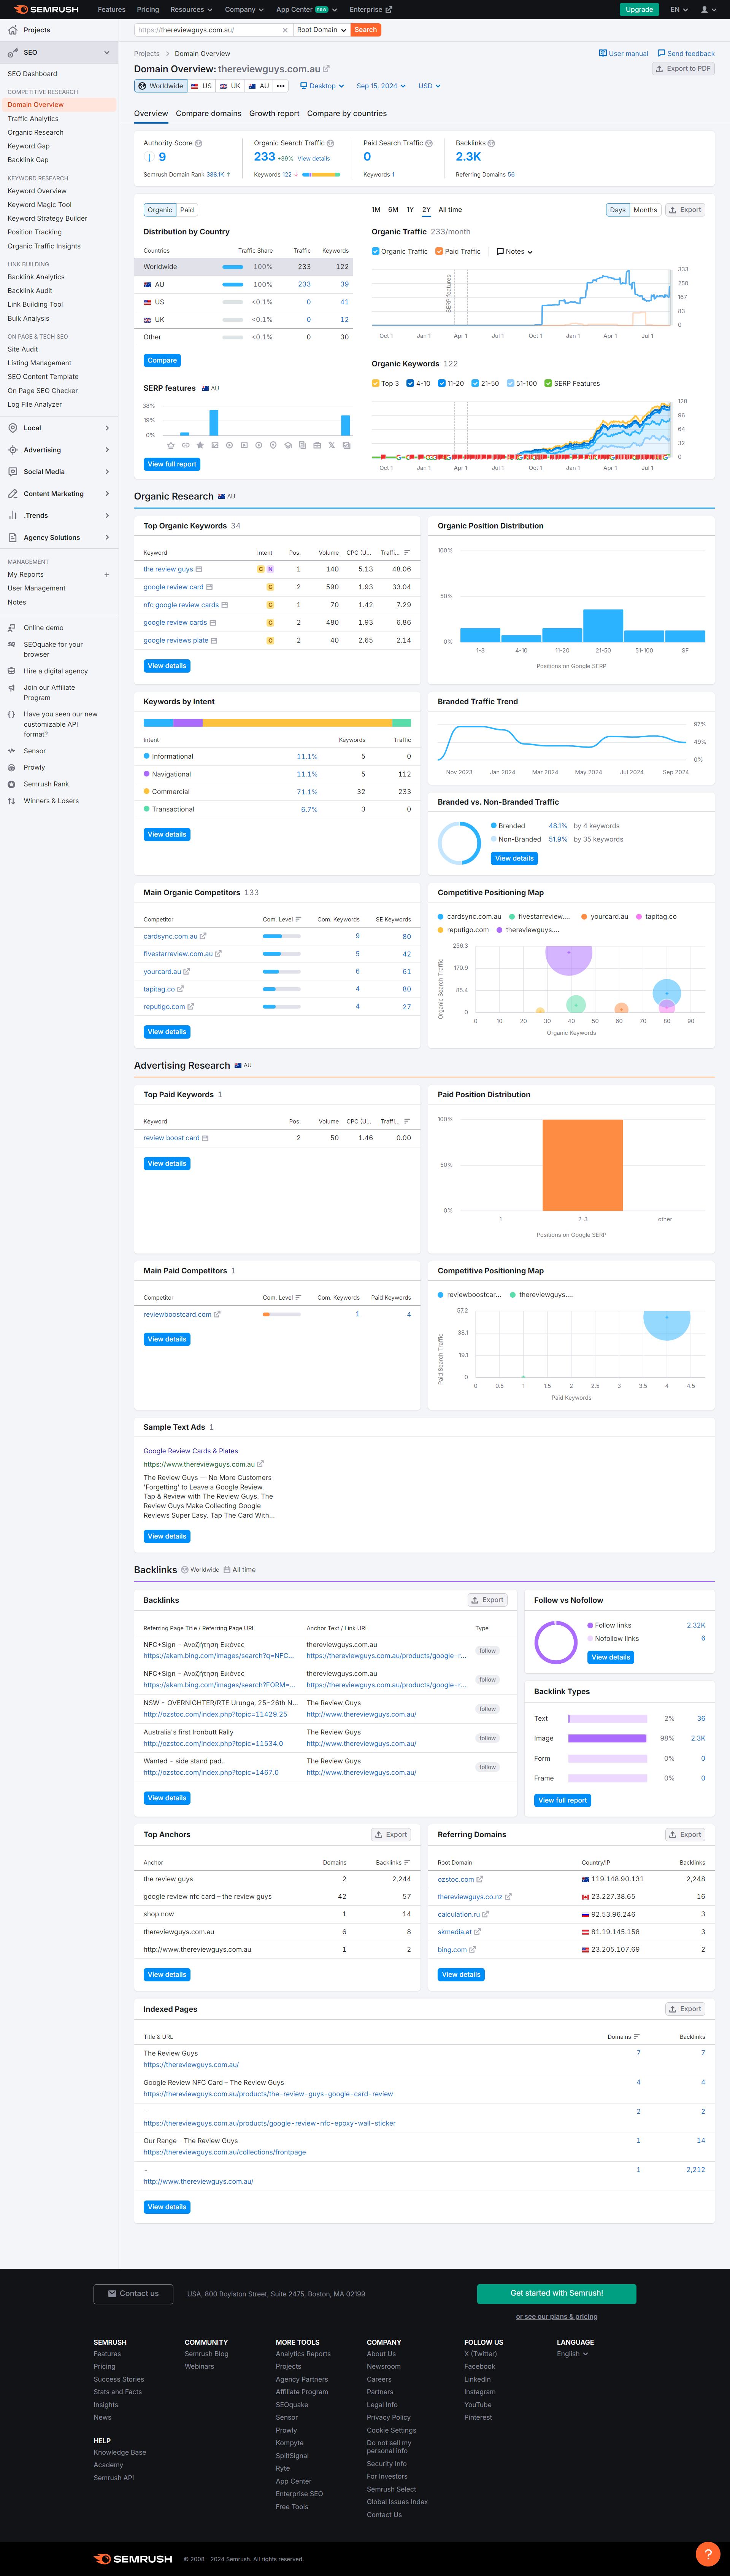 SEMRUSH Features Pricing Resources Company App Center new Enterprise Upgrade EN
Projects
SEO
SEO Dashboard
COMPETITIVE RESEARCH
Domain Overview
Traffic Analytics
Organic Research
Keyword Gap
Backlink Gap
KEYWORD RESEARCH
Keyword Overview
Keyword Magic Tool
Keyword Strategy Builder
Position Tracking
Organic Traffic Insights
LINK BUILDING
Backlink Analytics
Backlink Audit
Link Building Tool
Bulk Analysis
ON PAGE & TECH SEO
Site Audit
Listing Management
SEO Content Template
On Page SEO Checker
Log File Analyzer
Local
Advertising
Social Media
Content Marketing
.Trends
Agency Solutions
MANAGEMENT
My Reports +
User Management
Notes
Online demo
SEOquake for your
browser
Hire a digital agency
Join our Affiliate
Program
Have you seen our new
customizable API
format?
Sensor
Prowly
Semrush Rank
Winners & Losers
https://thereviewguys.com.au/ Root Domain Search
Projects > Domain Overview User manual Send feedback
Domain Overview: thereviewguys.com.au Export to PDF
Worldwide US UK AU ••• Desktop Sep 15, 2024 USD
Overview Compare domains Growth report Compare by countries
Authority Score Organic Search Traffic Paid Search Traffic Backlinks
9 233 +39% View details 0 2.3K
Semrush Domain Rank 388.1K ↑ Keywords 122 ↓ Keywords 1 Referring Domains 56
Organic Paid
Distribution by Country
Countries Traffic Share Traffic Keywords
Worldwide 100% 233 122
AU 100% 233 39
US <0.1% 0 41
UK <0.1% 0 12
Other <0.1% 0 30
Compare
SERP features AU
38%
19%
0%
View full report
1M 6M 1Y 2Y All time Days Months Export
Organic Traffic 233/month
Organic Traffic Paid Traffic Notes
SERP features
333
250
167
83
0
Oct 1 Jan 1 Apr 1 Jul 1 Oct 1 Jan 1 Apr 1 Jul 1
Organic Keywords 122
Top 3 4-10 11-20 21-50 51-100 SERP Features
128
96
64
32
0
Oct 1 Jan 1 Apr 1 Jul 1 Oct 1 Jan 1 Apr 1 Jul 1
Organic Research AU
Top Organic Keywords 34
Keyword Intent Pos. Volume CPC (U... Traffi...
the review guys C N 1 140 5.13 48.06
google review card C 2 590 1.93 33.04
nfc google review cards C 1 70 1.42 7.29
google review cards C 2 480 1.93 6.86
google reviews plate C 2 40 2.65 2.14
View details
Organic Position Distribution
100%
50%
0%
1-3 4-10 11-20 21-50 51-100 SF
Positions on Google SERP
Keywords by Intent
Intent Keywords Traffic
Informational 11.1% 5 0
Navigational 11.1% 5 112
Commercial 71.1% 32 233
Transactional 6.7% 3 0
View details
Branded Traffic Trend
97%
49%
0%
Nov 2023 Jan 2024 Mar 2024 May 2024 Jul 2024 Sep 2024
Branded vs. Non-Branded Traffic
Branded 48.1% by 4 keywords
Non-Branded 51.9% by 35 keywords
View details
Main Organic Competitors 133
Competitor Com. Level Com. Keywords SE Keywords
cardsync.com.au 9 80
fivestarreview.com.au 5 42
yourcard.au 6 61
tapitag.co 4 80
reputigo.com 4 27
View details
Competitive Positioning Map
cardsync.com.au fivestarreview.... yourcard.au tapitag.co
reputigo.com thereviewguys....
Organic Search Traffic
256.3
170.9
85.4
0
0 10 20 30 40 50 60 70 80 90
Organic Keywords
Advertising Research AU
Top Paid Keywords 1
Keyword Pos. Volume CPC (U... Traffi...
review boost card 2 50 1.46 0.00
View details
Paid Position Distribution
100%
50%
0%
1 2-3 other
Positions on Google SERP
Main Paid Competitors 1
Competitor Com. Level Com. Keywords Paid Keywords
reviewboostcard.com 1 4
View details
Competitive Positioning Map
reviewboostcar... thereviewguys....
Paid Search Traffic
57.2
38.1
19.1
0
0 0.5 1 1.5 2 2.5 3 3.5 4 4.5
Paid Keywords
Sample Text Ads 1
Google Review Cards & Plates
https://www.thereviewguys.com.au
The Review Guys — No More Customers
'Forgetting' to Leave a Google Review.
Tap & Review with The Review Guys. The
Review Guys Make Collecting Google
Reviews Super Easy. Tap The Card With...
View details
Backlinks Worldwide All time
Backlinks Export
Referring Page Title / Referring Page URL Anchor Text / Link URL Type
NFC+Sign - Αναζήτηση Εικόνες thereviewguys.com.au
https://akam.bing.com/images/search?q=NFC... https://thereviewguys.com.au/products/google-r... follow
NFC+Sign - Αναζήτηση Εικόνες thereviewguys.com.au
https://akam.bing.com/images/search?FORM=... https://thereviewguys.com.au/products/google-r... follow
NSW - OVERNIGHTER/RTE Urunga, 25-26th N... The Review Guys
http://ozstoc.com/index.php?topic=11429.25 http://www.thereviewguys.com.au/ follow
Australia's first Ironbutt Rally The Review Guys
http://ozstoc.com/index.php?topic=11534.0 http://www.thereviewguys.com.au/ follow
Wanted - side stand pad.. The Review Guys
http://ozstoc.com/index.php?topic=1467.0 http://www.thereviewguys.com.au/ follow
View details
Follow vs Nofollow
Follow links 2.32K
Nofollow links 6
View details
Backlink Types
Text 2% 36
Image 98% 2.3K
Form 0% 0
Frame 0% 0
View full report
Top Anchors Export
Anchor Domains Backlinks
the review guys 2 2,244
google review nfc card – the review guys 42 57
shop now 1 14
thereviewguys.com.au 6 8
http://www.thereviewguys.com.au 1 2
View details
Referring Domains Export
Root Domain Country/IP Backlinks
ozstoc.com 119.148.90.131 2,248
thereviewguys.co.nz 23.227.38.65 16
calculation.ru 92.53.96.246 3
skmedia.at 81.19.145.158 3
bing.com 23.205.107.69 2
View details
Indexed Pages Export
Title & URL Domains Backlinks
The Review Guys 7 7
https://thereviewguys.com.au/
Google Review NFC Card – The Review Guys 4 4
https://thereviewguys.com.au/products/the-review-guys-google-card-review
- 2 2
https://thereviewguys.com.au/products/google-review-nfc-epoxy-wall-sticker
Our Range – The Review Guys 1 14
https://thereviewguys.com.au/collections/frontpage
- 1 2,212
http://www.thereviewguys.com.au/
View details
Contact us USA, 800 Boylston Street, Suite 2475, Boston, MA 02199 Get started with Semrush!
or see our plans & pricing
SEMRUSH
Features
Pricing
Success Stories
Stats and Facts
Insights
News
HELP
Knowledge Base
Academy
Semrush API
COMMUNITY
Semrush Blog
Webinars
MORE TOOLS
Analytics Reports
Projects
Agency Partners
Affiliate Program
SEOquake
Sensor
Prowly
Kompyte
SplitSignal
Ryte
App Center
Enterprise SEO
Free Tools
COMPANY
About Us
Newsroom
Careers
Partners
Legal Info
Privacy Policy
Cookie Settings
Do not sell my
personal info
Security Info
For Investors
Semrush Select
Global Issues Index
Contact Us
FOLLOW US
X (Twitter)
Facebook
LinkedIn
Instagram
YouTube
Pinterest
LANGUAGE
English
SEMRUSH © 2008 - 2024 Semrush. All rights reserved.
?